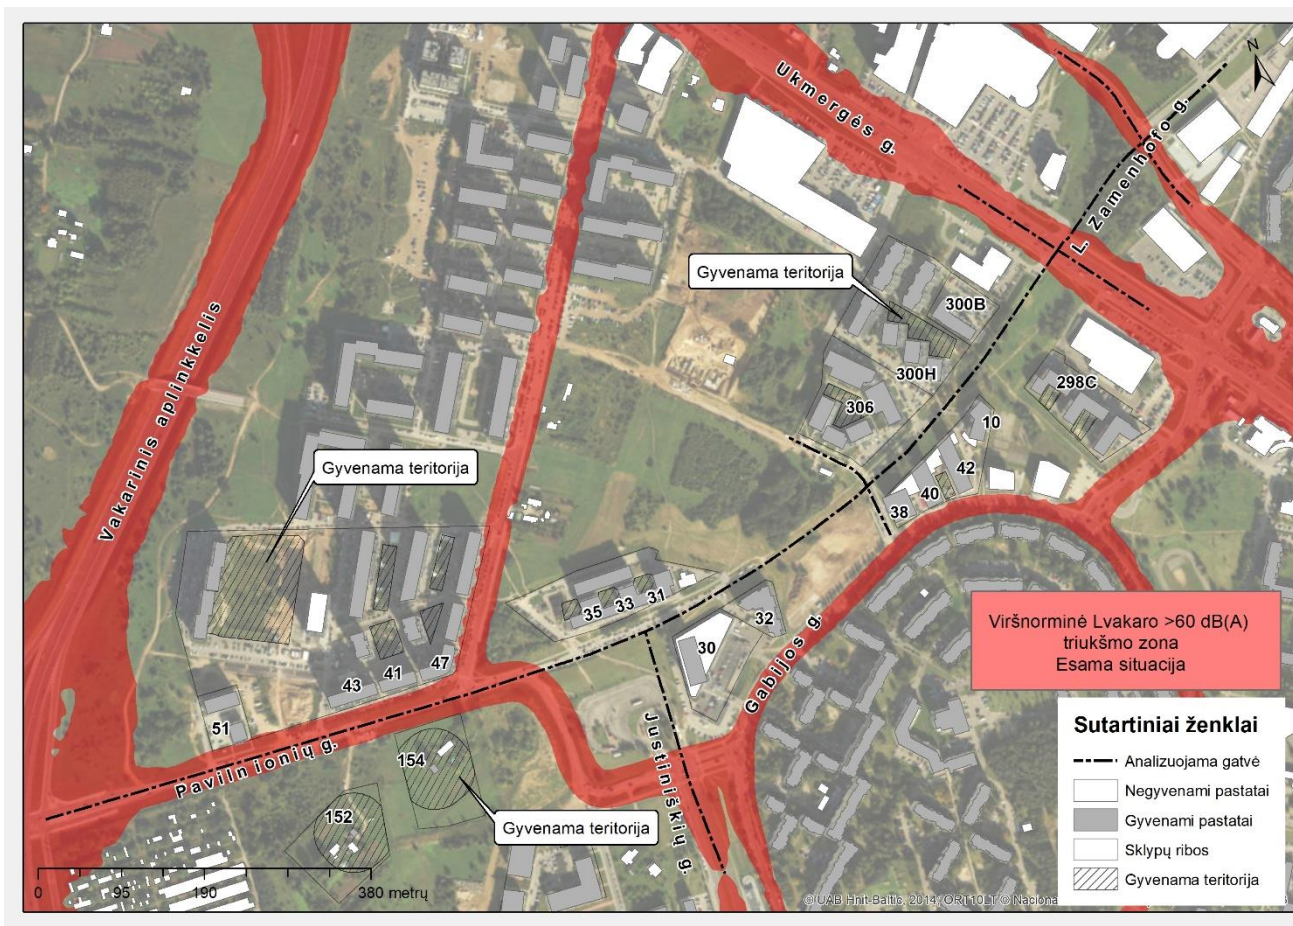 N
Ukmergės g.
L. Zamenhofo g.
Gyvenama teritorija
300B
Vakarinis aplinkkelis
300H
298C
306
10
Gyvenama teritorija
42
40
38
35
33
31
32
Viršnorminė Lvakaro >60 dB(A)
triukšmo zona
Esama situacija
30
47
41
43
Gabijos g.
51
Justiniškių g.
Sutartiniai ženklai
Pavilnionių g.
154
Analizuojama gatvė
Negyvenami pastatai
152
Gyvenama teritorija
Gyvenami pastatai
Sklypų ribos
Gyvenama teritorija
0 95 190 380 metrų
© UAB Hnit-Baltic, 2014; ORT10LT © Naciona